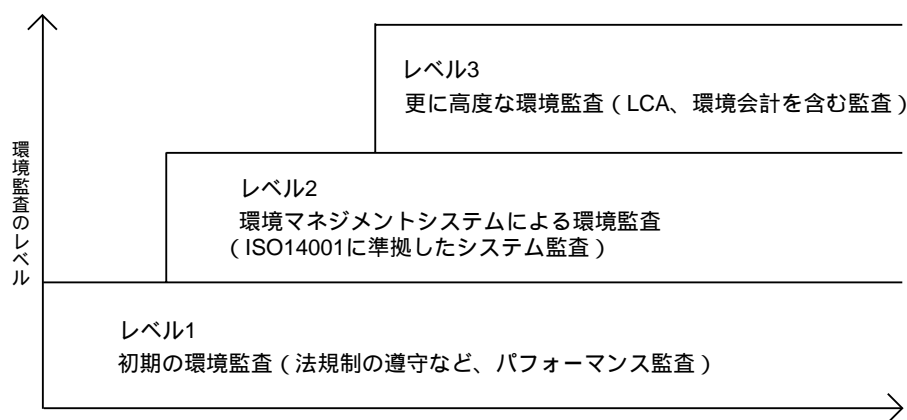 レベル3
更に高度な環境監査（LCA、環境会計を含む監査）
環境監査のレベル
レベル2
環境マネジメントシステムによる環境監査
（ISO14001に準拠したシステム監査）
レベル1
初期の環境監査（法規制の遵守など、パフォーマンス監査）